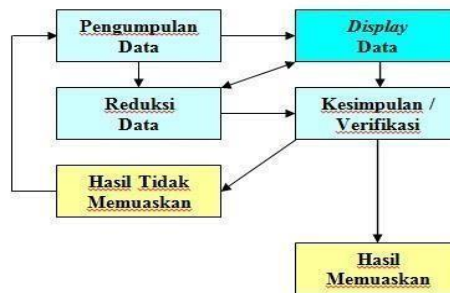 Pengumpulan
Data
Display
Data
Reduksi
Data
Kesimpulan /
Verifikasi
Hasil Tidak
Memuaskan
Hasil
Memuaskan